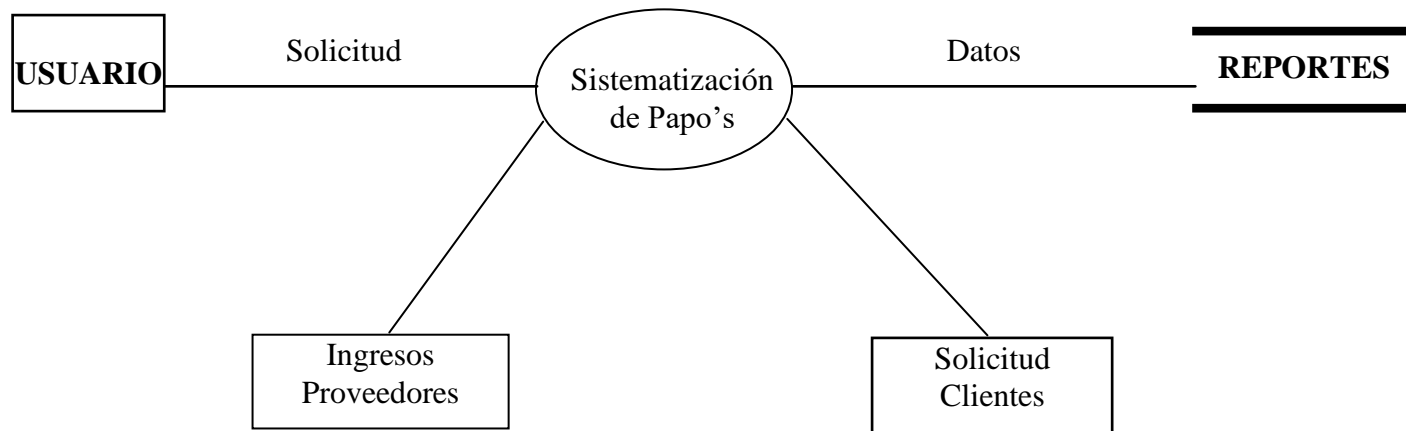 Solicitud
Datos
USUARIO
Sistematización
de Papo’s
REPORTES
Ingresos
Proveedores
Solicitud
Clientes